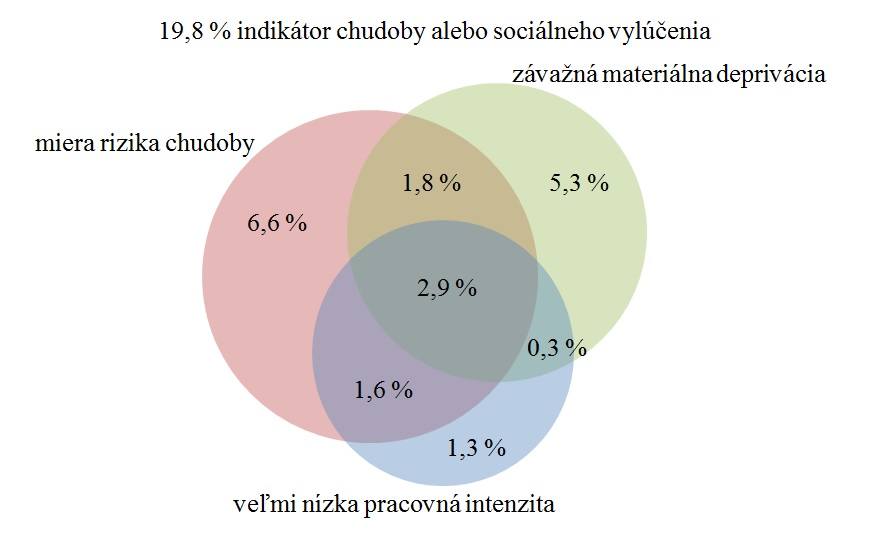 19,8 % indikátor chudoby alebo sociálneho vylúčenia
závažná materiálna deprivácia
miera rizika chudoby
1,8 %
5,3 %
6,6 %
2,9 %
0,3 %
1,6 %
1,3 %
veľmi nízka pracovná intenzita